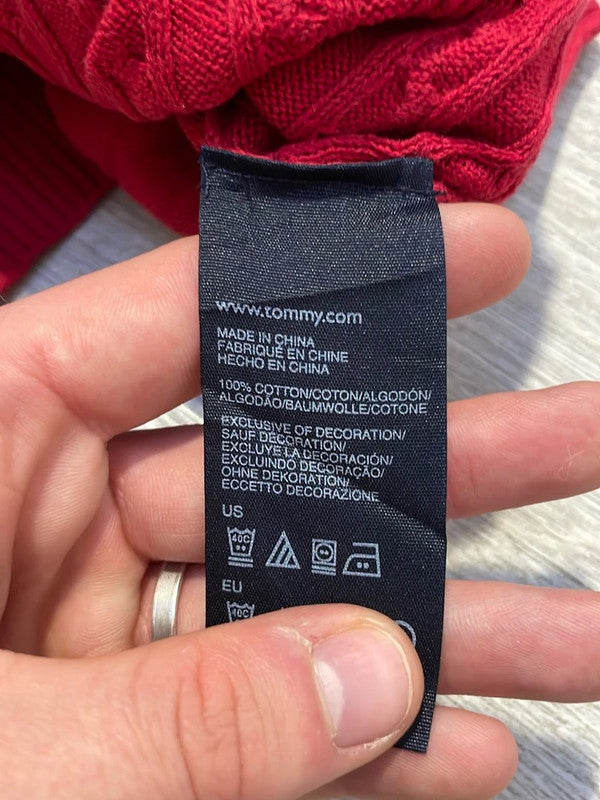 www.tommy.com
MADE IN CHINA
FABRIQUÉ EN CHINE
HECHO EN CHINA
100% COTTON/COTON/ALGODÓN/
ALGODÃO/BAUMWOLLE/COTONE
EXCLUSIVE OF DECORATION/
SAUF DECORATION/
EXCLUYE LA DECORACIÓN/
EXCLUINDO DECORAÇÃO/
OHNE DEKORATION/
ECCETTO DECORAZIONE
US
40C
EU
40C